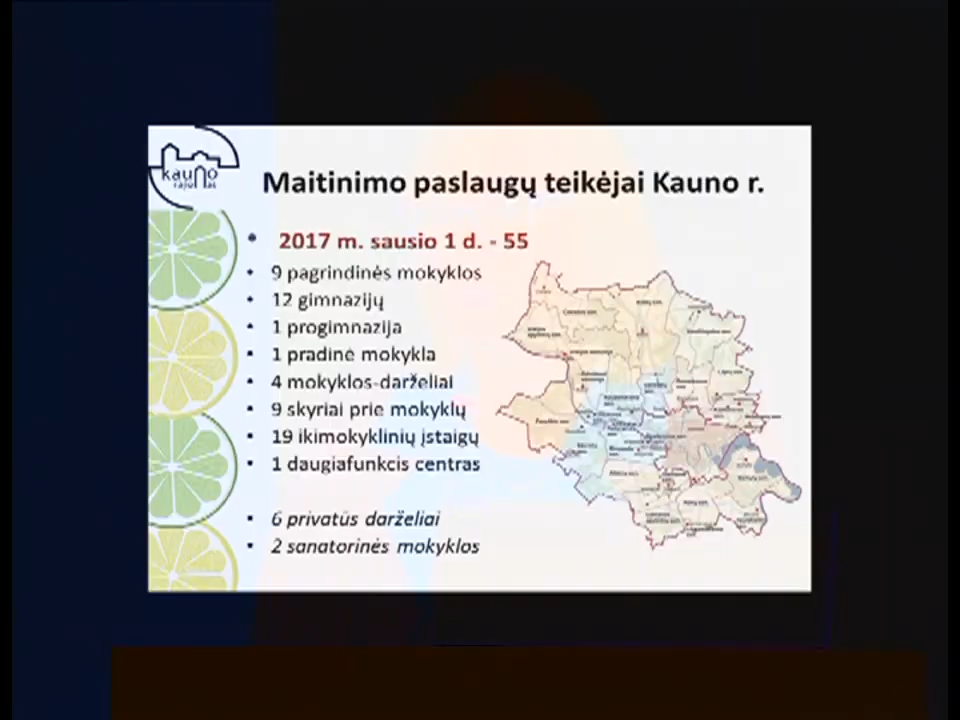 kauno
rajonas
Maitinimo paslaugų teikėjai Kauno r.
• 2017 m. sausio 1 d. - 55
• 9 pagrindinės mokyklos
• 12 gimnazijų
• 1 progimnazija
• 1 pradinė mokykla
• 4 mokyklos-darželiai
• 9 skyriai prie mokyklų
• 19 ikimokyklinių įstaigų
• 1 daugiafunkcis centras
• 6 privatūs darželiai
• 2 sanatorinės mokyklos